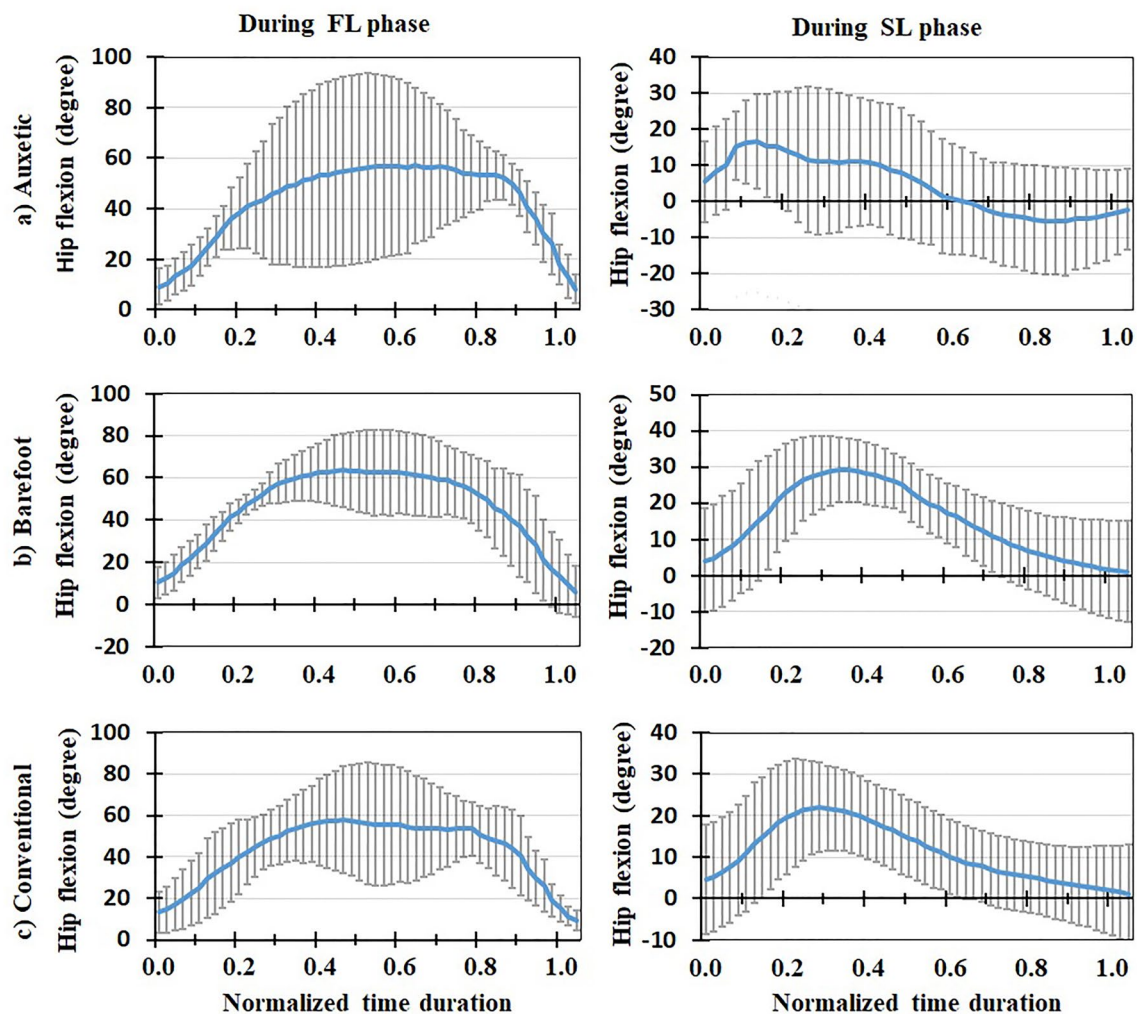 During FL phase
During SL phase
a) Auxetic
Hip flexion (degree)
100
80
60
40
20
0
0.0 0.2 0.4 0.6 0.8 1.0
Hip flexion (degree)
40
30
20
10
0
-10
-20
-30
0.0 0.2 0.4 0.6 0.8 1.0
b) Barefoot
Hip flexion (degree)
100
80
60
40
20
0
-20
0.0 0.2 0.4 0.6 0.8 1.0
Hip flexion (degree)
50
40
30
20
10
0
-10
-20
0.0 0.2 0.4 0.6 0.8 1.0
c) Conventional
Hip flexion (degree)
100
80
60
40
20
0
0.0 0.2 0.4 0.6 0.8 1.0
Normalized time duration
Hip flexion (degree)
40
30
20
10
0
-10
0.0 0.2 0.4 0.6 0.8 1.0
Normalized time duration